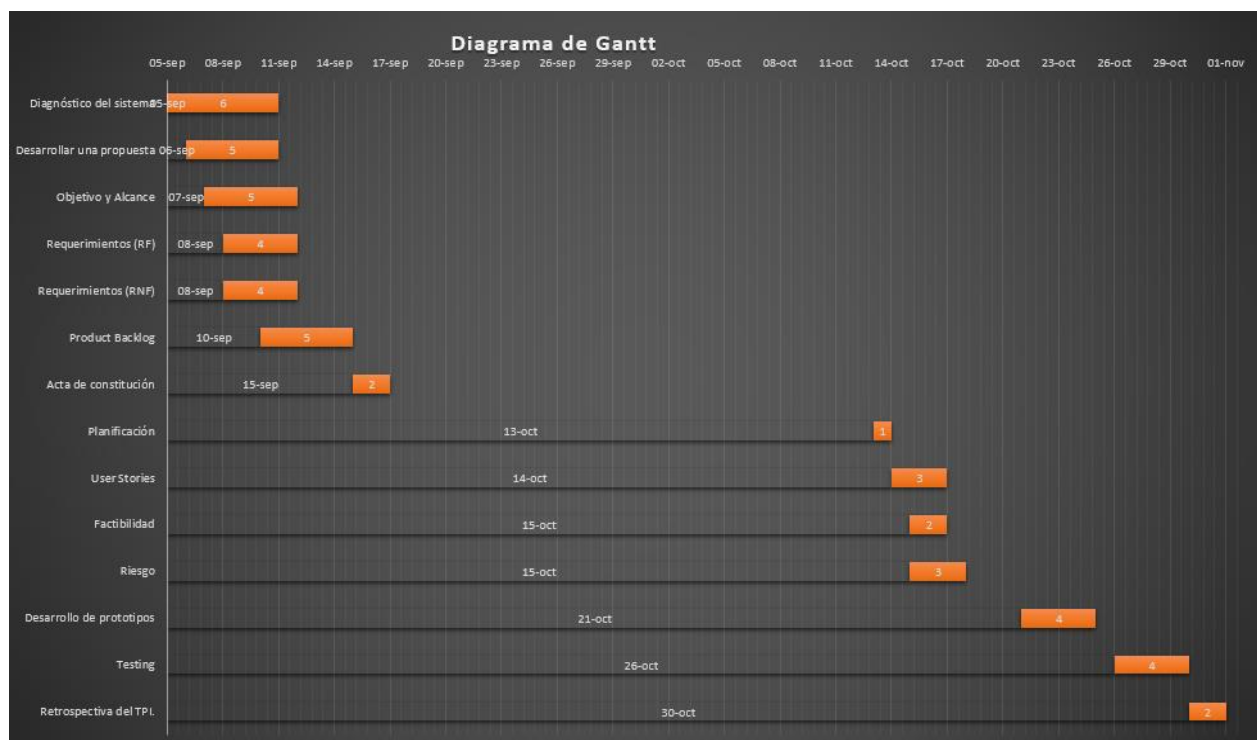 Diagrama de Gantt
05-sep 08-sep 11-sep 14-sep 17-sep 20-sep 23-sep 26-sep 29-sep 02-oct 05-oct 08-oct 11-oct 14-oct 17-oct 20-oct 23-oct 26-oct 29-oct 01-nov
Diagnóstico del sistema 05-sep 6
Desarrollar una propuesta 06-sep 5
Objetivo y Alcance 07-sep 5
Requerimientos (RF) 08-sep 4
Requerimientos (RNF) 08-sep 4
Product Backlog 10-sep 5
Acta de constitución 15-sep 2
Planificación 13-oct 1
User Stories 14-oct 3
Factibilidad 15-oct 2
Riesgo 15-oct 3
Desarrollo de prototipos 21-oct 4
Testing 26-oct 4
Retrospectiva del TPI. 30-oct 2